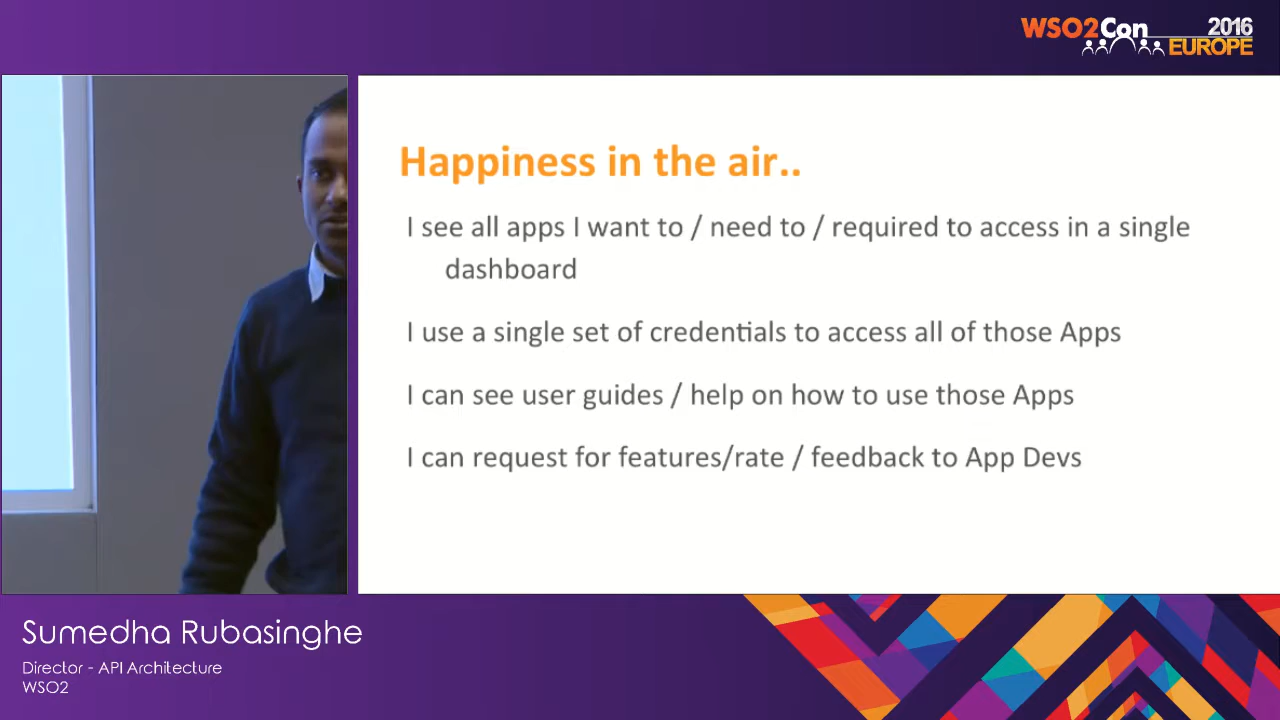 WSO2Con 2016
EUROPE
Happiness in the air..
I see all apps I want to / need to / required to access in a single
dashboard
I use a single set of credentials to access all of those Apps
I can see user guides / help on how to use those Apps
I can request for features/rate / feedback to App Devs
Sumedha Rubasinghe
Director - API Architecture
WSO2